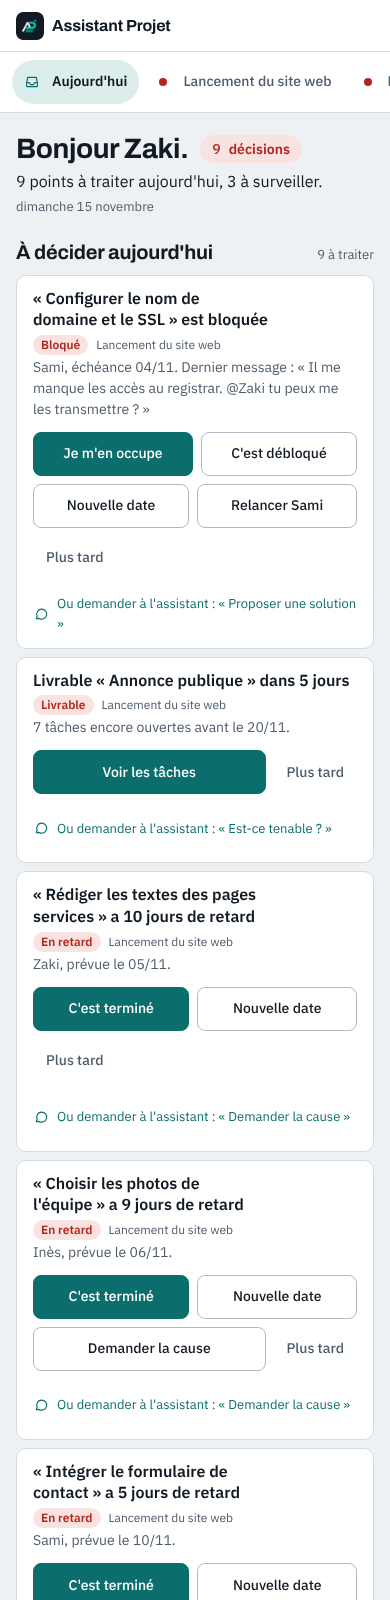 Assistant Projet
Aujourd'hui
Lancement du site web
Bonjour Zaki.
9 décisions
9 points à traiter aujourd'hui, 3 à surveiller.
dimanche 15 novembre
À décider aujourd'hui
9 à traiter
« Configurer le nom de
domaine et le SSL » est bloquée
Bloqué
Lancement du site web
Sami, échéance 04/11. Dernier message : « Il me
manque les accès au registrar. @Zaki tu peux me
les transmettre ? »
Je m'en occupe
C'est débloqué
Nouvelle date
Relancer Sami
Plus tard
Ou demander à l'assistant : « Proposer une solution
»
Livrable « Annonce publique » dans 5 jours
Livrable
Lancement du site web
7 tâches encore ouvertes avant le 20/11.
Voir les tâches
Plus tard
Ou demander à l'assistant : « Est-ce tenable ? »
« Rédiger les textes des pages
services » a 10 jours de retard
En retard
Lancement du site web
Zaki, prévue le 05/11.
C'est terminé
Nouvelle date
Plus tard
Ou demander à l'assistant : « Demander la cause »
« Choisir les photos de
l'équipe » a 9 jours de retard
En retard
Lancement du site web
Inès, prévue le 06/11.
C'est terminé
Nouvelle date
Demander la cause
Plus tard
Ou demander à l'assistant : « Demander la cause »
« Intégrer le formulaire de
contact » a 5 jours de retard
En retard
Lancement du site web
Sami, prévue le 10/11.
C'est terminé
Nouvelle date